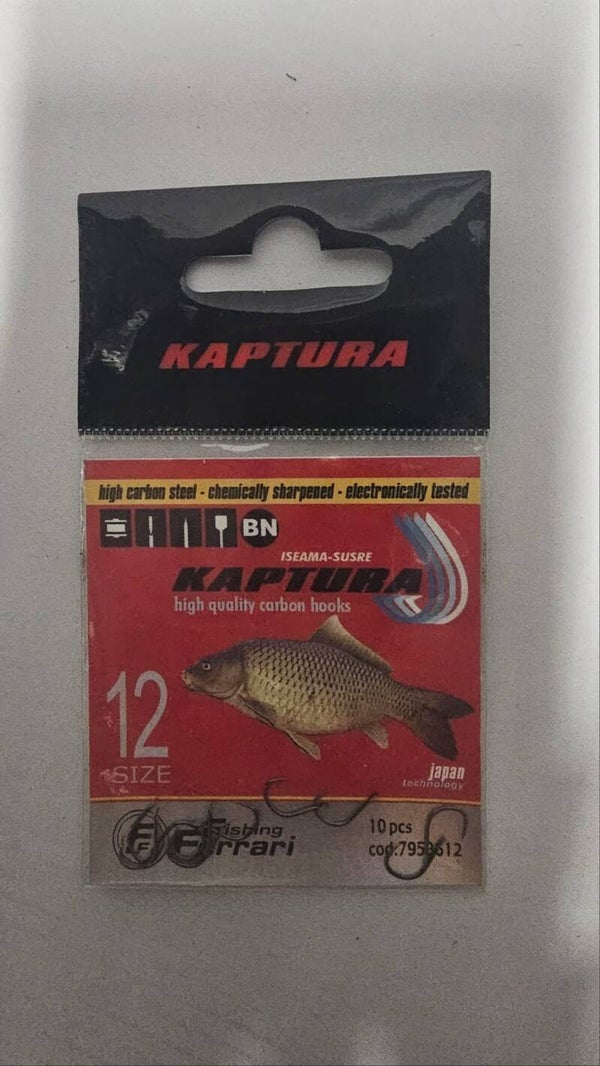 KAPTURA
high carbon steel - chemically sharpened - electronically tested
BN
ISEAMA-SUSRE
KAPTURA
high quality carbon hooks
12
SIZE
japan
technology
Fishing
Ferrari
10 pcs